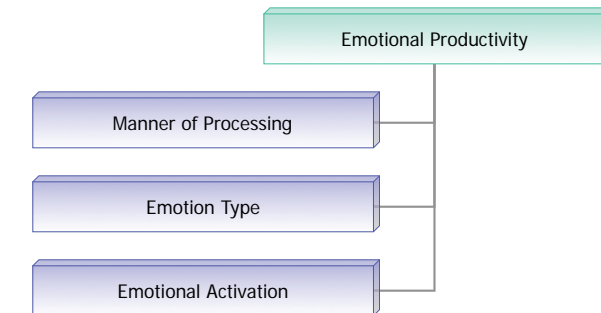 Emotional Productivity
Manner of Processing
Emotion Type
Emotional Activation